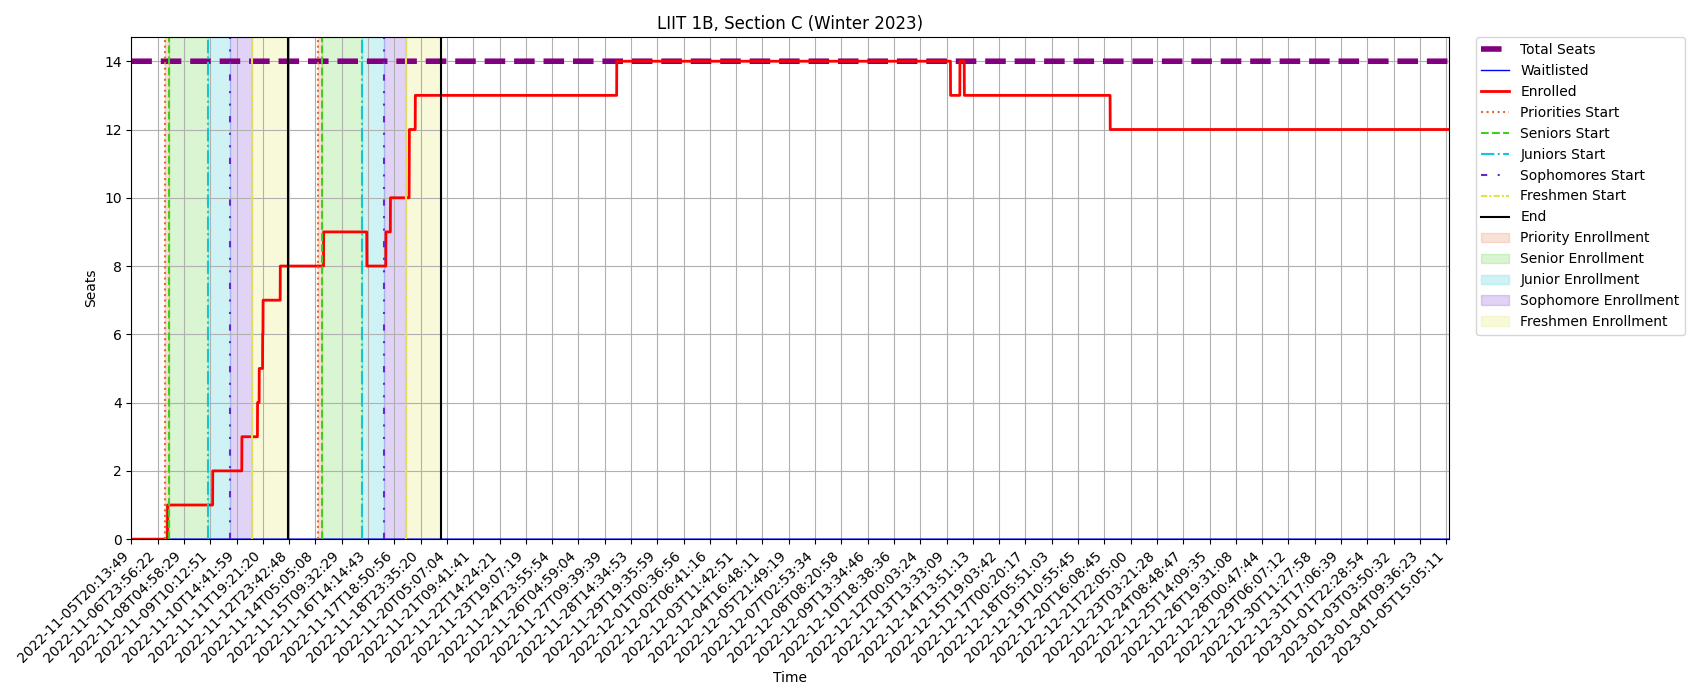 LIIT 1B, Section C (Winter 2023)
Seats
14
12
10
8
6
4
2
0
2022-11-05T20:13:49
2022-11-06T23:56:22
2022-11-08T04:58:29
2022-11-09T10:12:51
2022-11-10T14:41:59
2022-11-11T19:21:20
2022-11-12T23:42:48
2022-11-14T05:05:08
2022-11-15T09:32:29
2022-11-16T14:14:43
2022-11-17T18:50:56
2022-11-18T23:35:20
2022-11-20T05:07:04
2022-11-21T09:41:41
2022-11-22T14:24:21
2022-11-23T19:07:19
2022-11-24T23:55:54
2022-11-26T04:59:04
2022-11-27T09:39:39
2022-11-28T14:34:53
2022-11-29T19:35:59
2022-12-01T00:36:56
2022-12-02T06:41:16
2022-12-03T11:42:51
2022-12-04T16:48:11
2022-12-05T21:49:19
2022-12-07T02:53:34
2022-12-08T08:20:58
2022-12-09T13:34:46
2022-12-10T18:38:36
2022-12-12T00:03:24
2022-12-13T13:33:09
2022-12-14T13:51:13
2022-12-15T19:03:42
2022-12-17T00:20:17
2022-12-18T05:51:03
2022-12-19T10:55:45
2022-12-20T16:08:45
2022-12-21T22:05:00
2022-12-23T03:21:28
2022-12-24T08:48:47
2022-12-25T14:09:35
2022-12-26T19:31:08
2022-12-28T00:47:44
2022-12-29T06:07:12
2022-12-30T11:27:58
2022-12-31T17:06:39
2023-01-01T22:28:54
2023-01-03T03:50:32
2023-01-04T09:36:23
2023-01-05T15:05:11
Time
Total Seats
Waitlisted
Enrolled
Priorities Start
Seniors Start
Juniors Start
Sophomores Start
Freshmen Start
End
Priority Enrollment
Senior Enrollment
Junior Enrollment
Sophomore Enrollment
Freshmen Enrollment